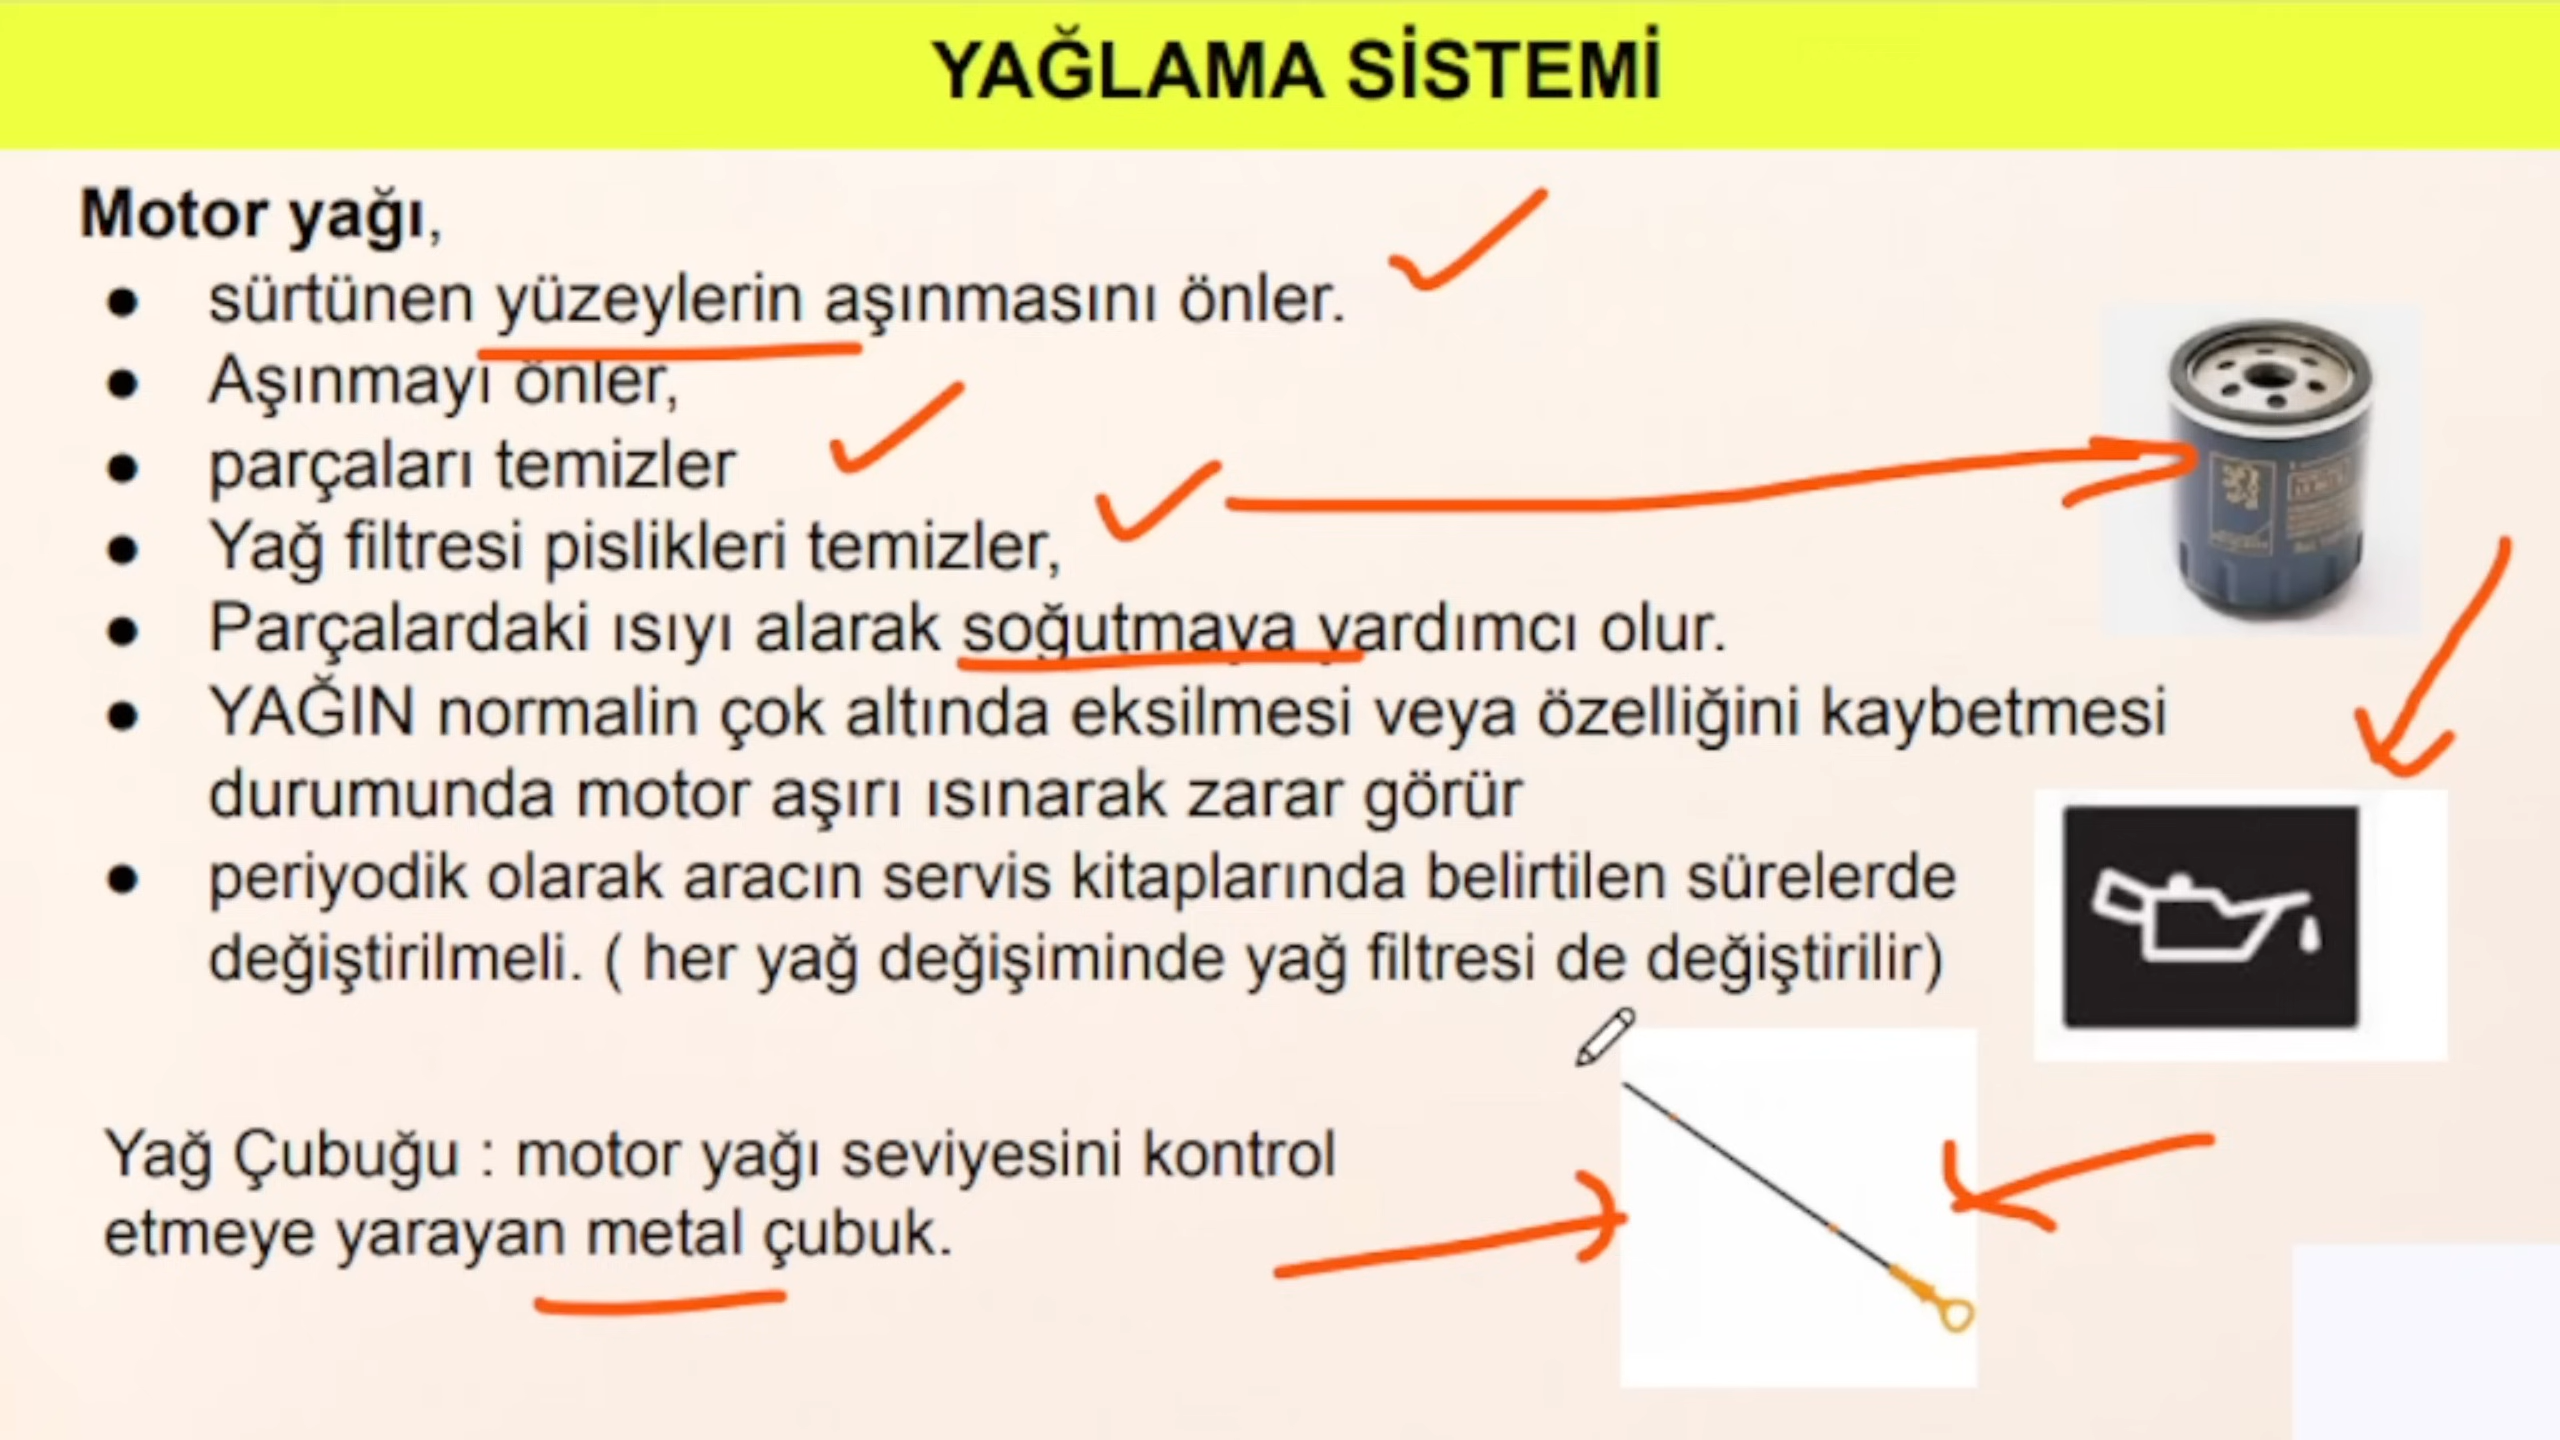 YAĞLAMA SİSTEMİ
Motor yağı,
● sürtünen yüzeylerin aşınmasını önler.
● Aşınmayı önler,
● parçaları temizler
● Yağ filtresi pislikleri temizler,
● Parçalardaki ısıyı alarak soğutmaya yardımcı olur.
● YAĞIN normalin çok altında eksilmesi veya özelliğini kaybetmesi
durumunda motor aşırı ısınarak zarar görür
● periyodik olarak aracın servis kitaplarında belirtilen sürelerde
değiştirilmeli. ( her yağ değişiminde yağ filtresi de değiştirilir)
Yağ Çubuğu : motor yağı seviyesini kontrol
etmeye yarayan metal çubuk.